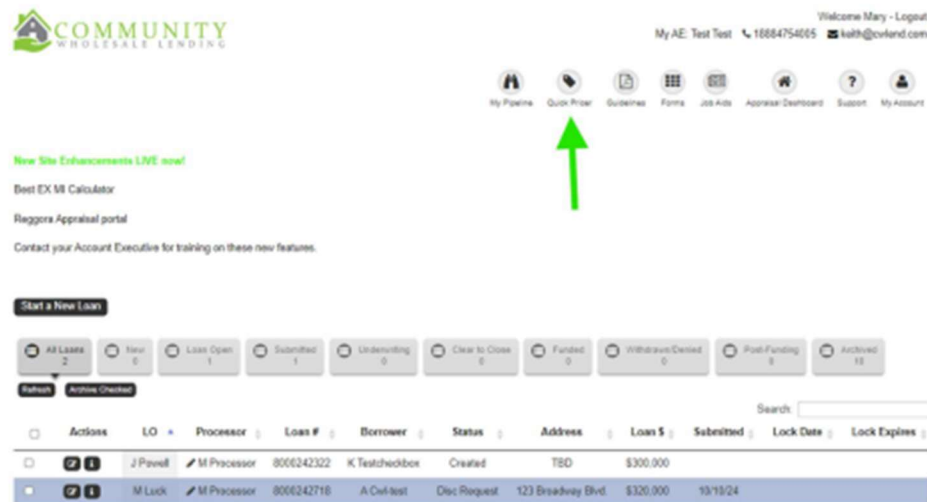 COMMUNITY
WHOLESALE LENDING
Welcome Mary - Logout
My AE: Test Test 18884754005 keith@cwlend.com
My Pipeline Quick Pricer Guidelines Forms Job Aids Appraisal Dashboard Support My Account
New Site Enhancements LIVE now!
Best EX MI Calculator
Reggora Appraisal portal
Contact your Account Executive for training on these new features.
Start a New Loan
All Loans New Loan Open Submitted Underwriting Clear to Close Funded Withdrawn/Denied Post-Funding Archived
2 0 1 1 0 0 0 0
Refresh Archive Checked
Search:
Actions LO Processor Loan # Borrower Status Address Loan $ Submitted Lock Date Lock Expires
J Powell M Processor 8000242322 K Testcheckbox Created TBD $300,000
M Luck M Processor 8000242718 A Cwl-test Disc Request 123 Broadway Blvd. $320,000 10/10/24